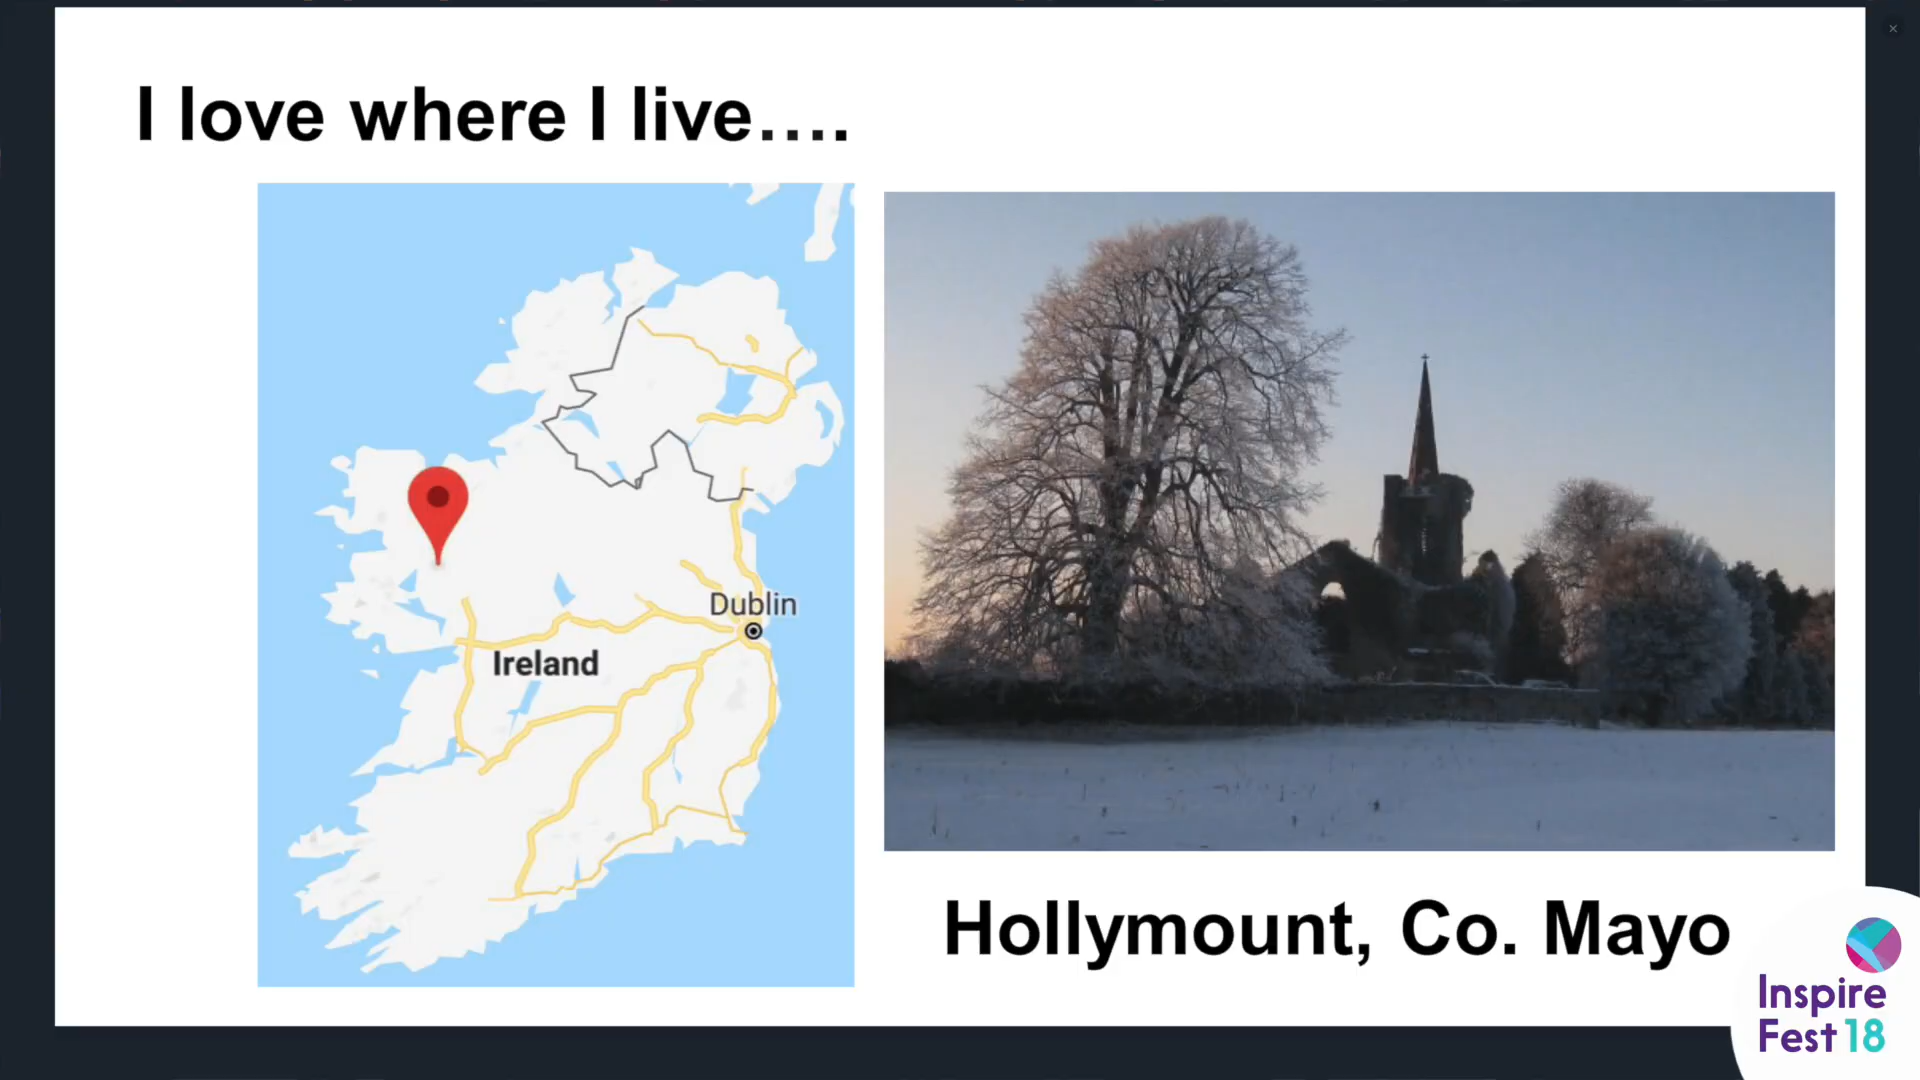 I love where I live….
Dublin
Ireland
Hollymount, Co. Mayo
Inspire
Fest 18